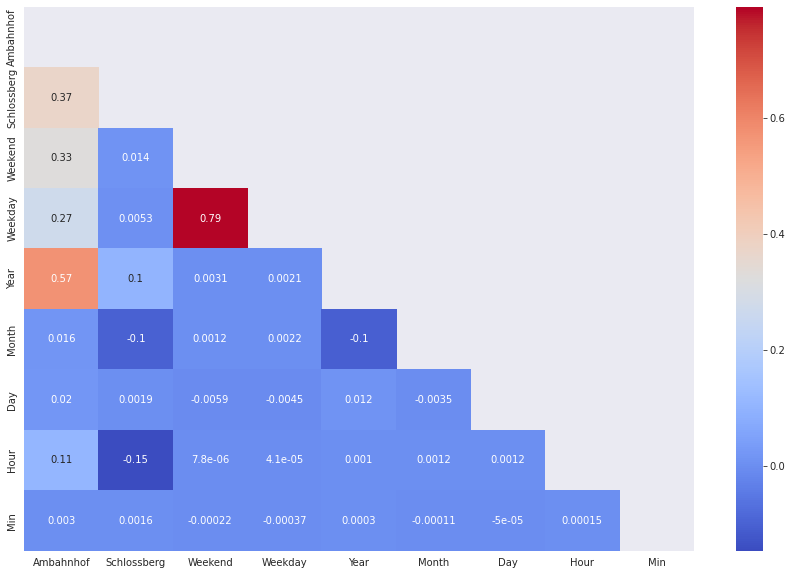 Ambahnhof
Schlossberg 0.37
Weekend 0.33 0.014
Weekday 0.27 0.0053 0.79
Year 0.57 0.1 0.0031 0.0021
Month 0.016 -0.1 0.0012 0.0022 -0.1
Day 0.02 0.0019 -0.0059 -0.0045 0.012 -0.0035
Hour 0.11 -0.15 7.8e-06 4.1e-05 0.001 0.0012 0.0012
Min 0.003 0.0016 -0.00022 -0.00037 0.0003 -0.00011 -5e-05 0.00015
Ambahnhof Schlossberg Weekend Weekday Year Month Day Hour Min
0.6
0.4
0.2
0.0